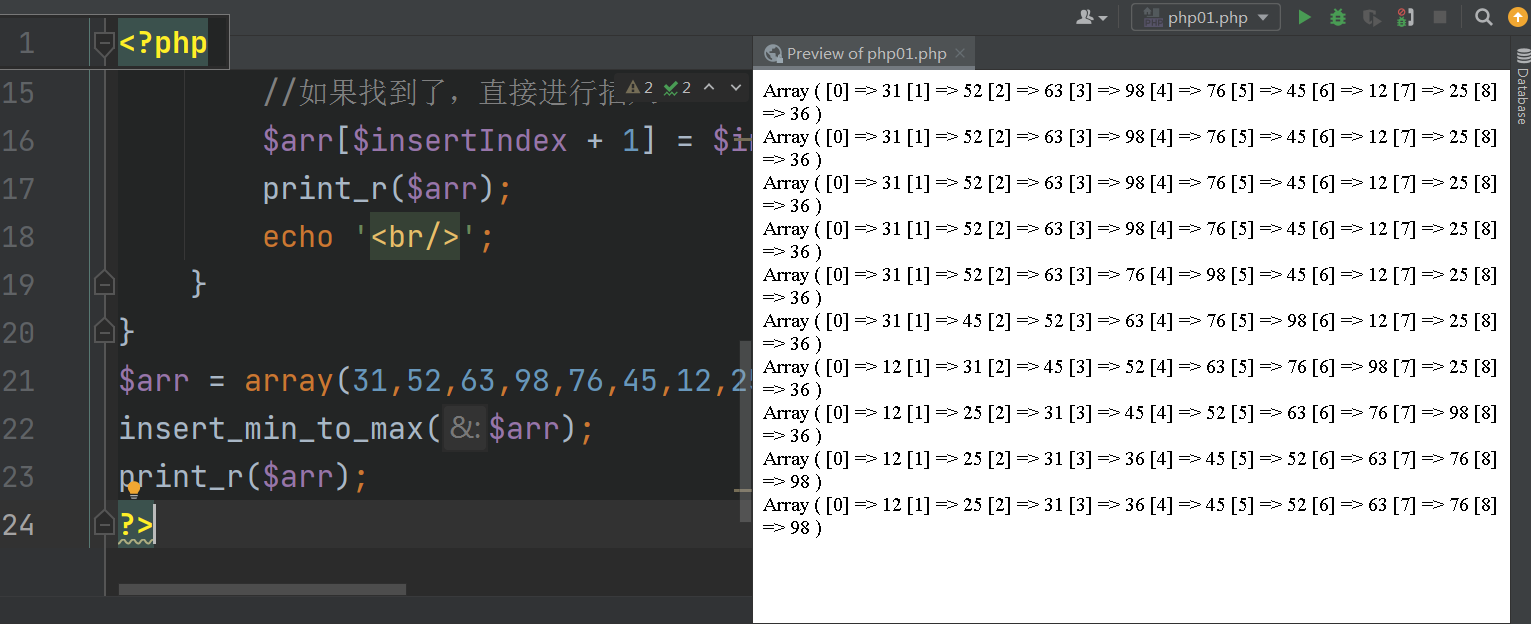 php01.php
1 <?php
15 //如果找到了，直接进行插 2 2
16 $arr[$insertIndex + 1] = $in
17 print_r($arr);
18 echo '<br/>';
19 }
20 }
21 $arr = array(31,52,63,98,76,45,12,25
22 insert_min_to_max( &: $arr);
23 print_r($arr);
24 ?>
Preview of php01.php
Array ( [0] => 31 [1] => 52 [2] => 63 [3] => 98 [4] => 76 [5] => 45 [6] => 12 [7] => 25 [8]
=> 36 )
Array ( [0] => 31 [1] => 52 [2] => 63 [3] => 98 [4] => 76 [5] => 45 [6] => 12 [7] => 25 [8]
=> 36 )
Array ( [0] => 31 [1] => 52 [2] => 63 [3] => 98 [4] => 76 [5] => 45 [6] => 12 [7] => 25 [8]
=> 36 )
Array ( [0] => 31 [1] => 52 [2] => 63 [3] => 98 [4] => 76 [5] => 45 [6] => 12 [7] => 25 [8]
=> 36 )
Array ( [0] => 31 [1] => 52 [2] => 63 [3] => 76 [4] => 98 [5] => 45 [6] => 12 [7] => 25 [8]
=> 36 )
Array ( [0] => 31 [1] => 45 [2] => 52 [3] => 63 [4] => 76 [5] => 98 [6] => 12 [7] => 25 [8]
=> 36 )
Array ( [0] => 12 [1] => 31 [2] => 45 [3] => 52 [4] => 63 [5] => 76 [6] => 98 [7] => 25 [8]
=> 36 )
Array ( [0] => 12 [1] => 25 [2] => 31 [3] => 45 [4] => 52 [5] => 63 [6] => 76 [7] => 98 [8]
=> 36 )
Array ( [0] => 12 [1] => 25 [2] => 31 [3] => 36 [4] => 45 [5] => 52 [6] => 63 [7] => 76 [8]
=> 98 )
Array ( [0] => 12 [1] => 25 [2] => 31 [3] => 36 [4] => 45 [5] => 52 [6] => 63 [7] => 76 [8]
=> 98 )
Database